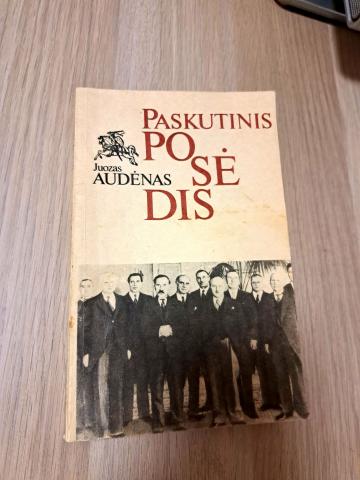 PASKUTINIS
PO
SĖ
DIS
Juozas
AUDĖNAS